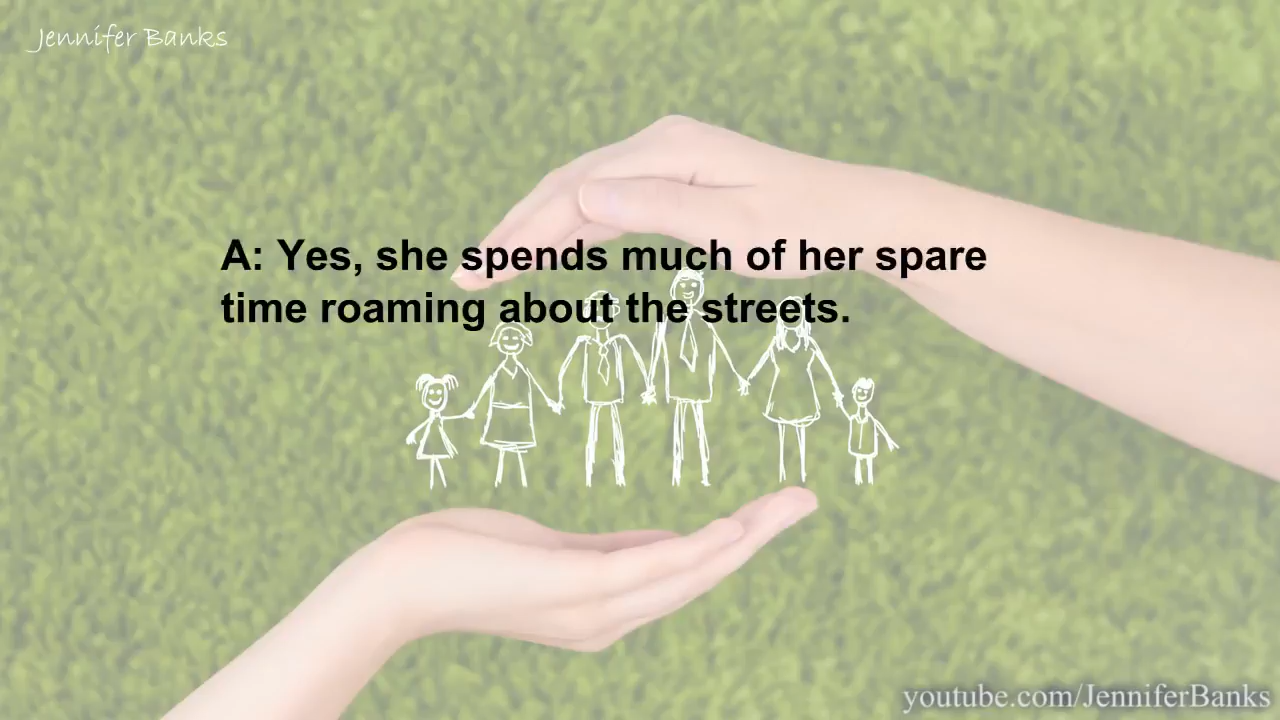 Jennifer Banks
A: Yes, she spends much of her spare
time roaming about the streets.
youtube.com/JenniferBanks